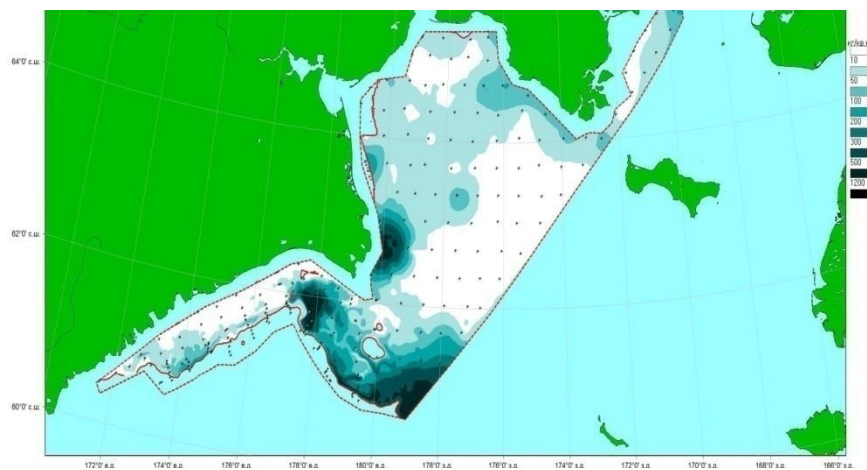 64°0' с.ш.
62°0' с.ш.
60°0' с.ш.
172°0' в.д.
174°0' в.д.
176°0' в.д.
178°0' в.д.
180°0' в.д.
178°0' з.д.
176°0' з.д.
174°0' з.д.
172°0' з.д.
170°0' з.д.
168°0' з.д.
166°0' з.д.
10
50
100
200
300
500
1200